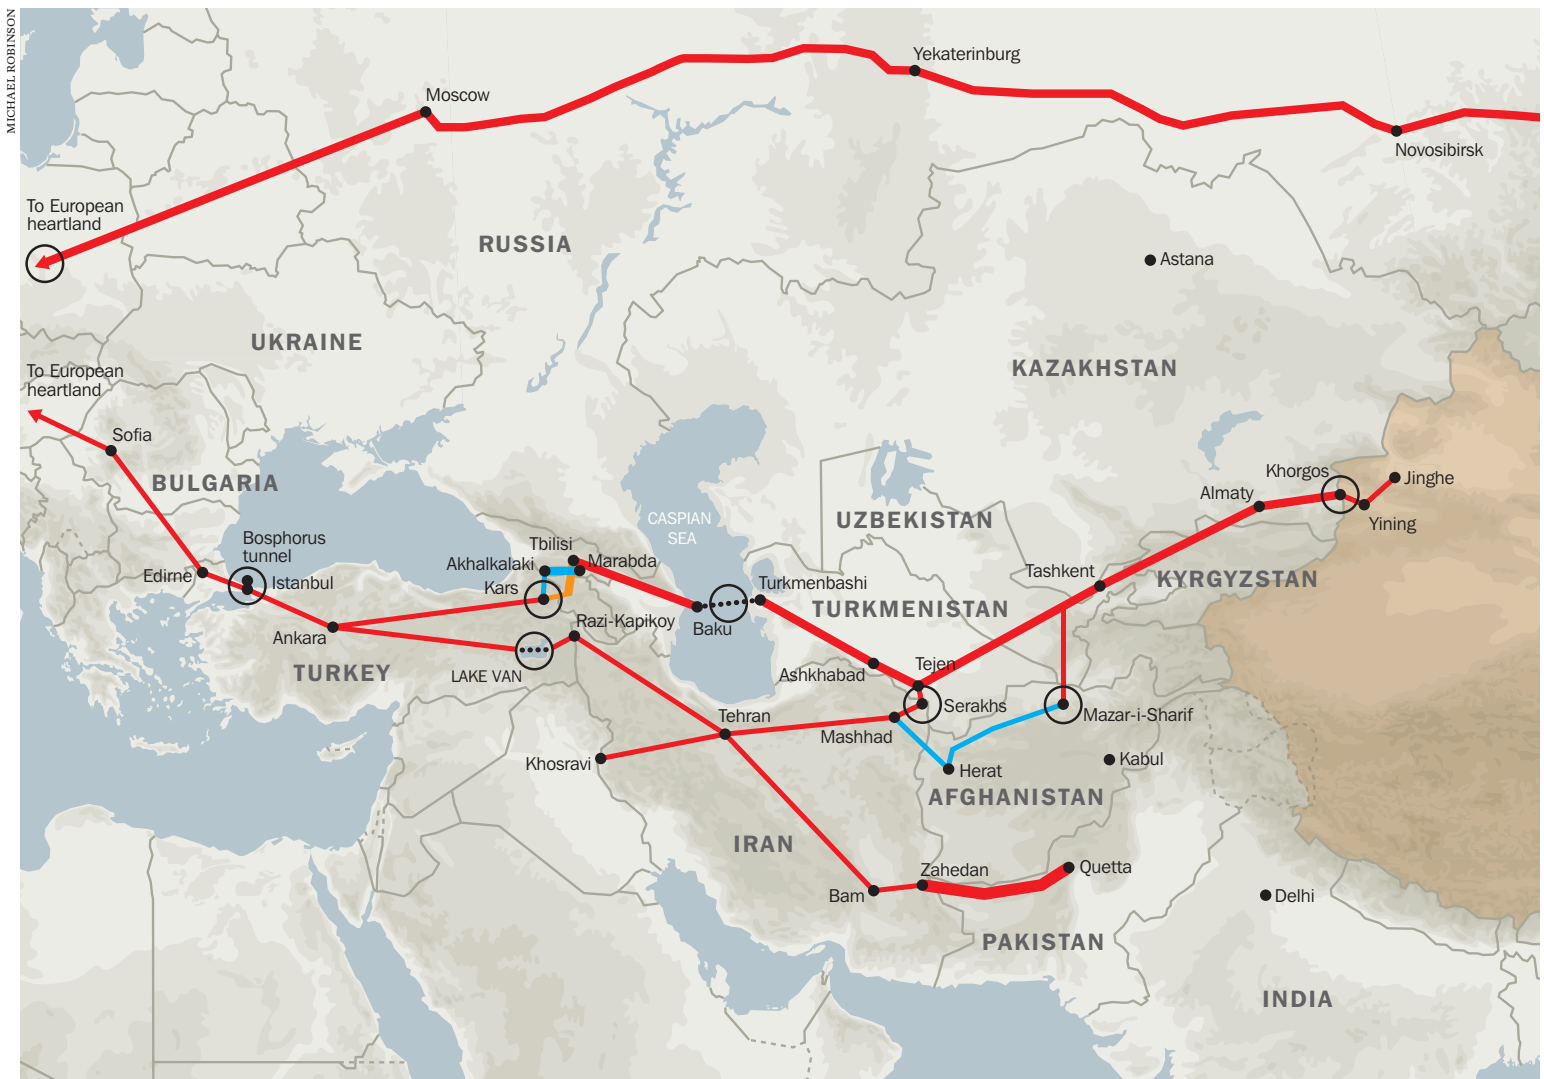 MICHAEL ROBINSON
Yekaterinburg
Moscow
Novosibirsk
To European
heartland
RUSSIA
Astana
UKRAINE
KAZAKHSTAN
To European
heartland
Sofia
BULGARIA
Khorgos
Jinghe
Almaty
Yining
CASPIAN
SEA
UZBEKISTAN
Bosphorus
tunnel
Tbilisi
Akhalkalaki
Marabda
Edirne
Istanbul
Kars
Turkmenbashi
Tashkent
KYRGYZSTAN
TURKMENISTAN
Razi-Kapikoy
Baku
Ankara
TURKEY
LAKE VAN
Ashkhabad
Tejen
Serakhs
Mazar-i-Sharif
Tehran
Mashhad
Khosravi
Herat
Kabul
AFGHANISTAN
IRAN
Zahedan
Quetta
Bam
Delhi
PAKISTAN
INDIA